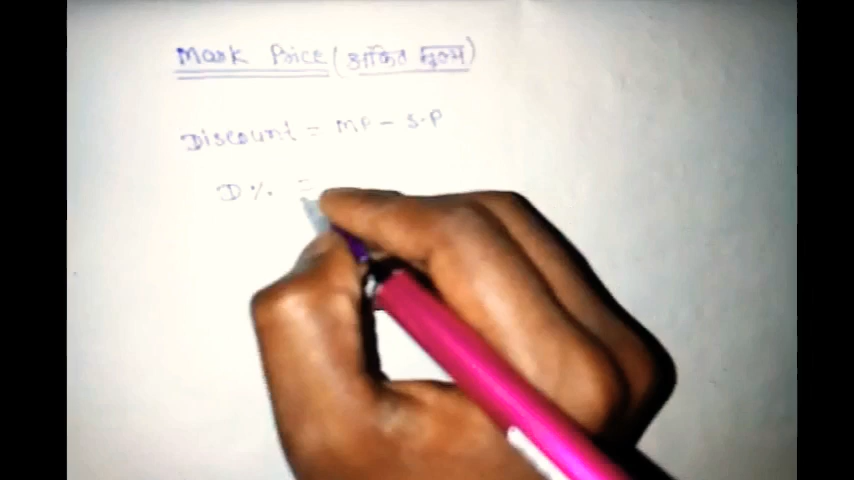 Mark Price (अंकित मूल्य)
Discount = MP - S.P
D% =